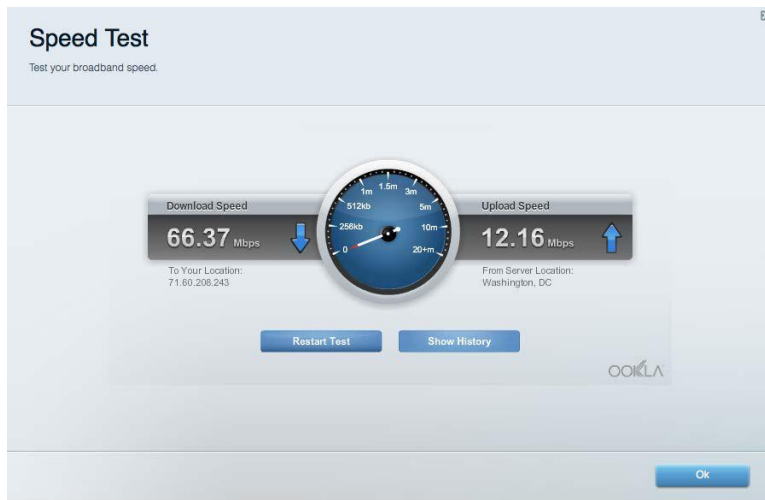 Speed Test
Test your broadband speed.
Download Speed
66.37 Mbps
To Your Location:
71.60.208.243
0
256kb
512kb
1m
1.5m
3m
5m
10m
20+m
Upload Speed
12.16 Mbps
From Server Location:
Washington, DC
Restart Test
Show History
OOKLA
Ok